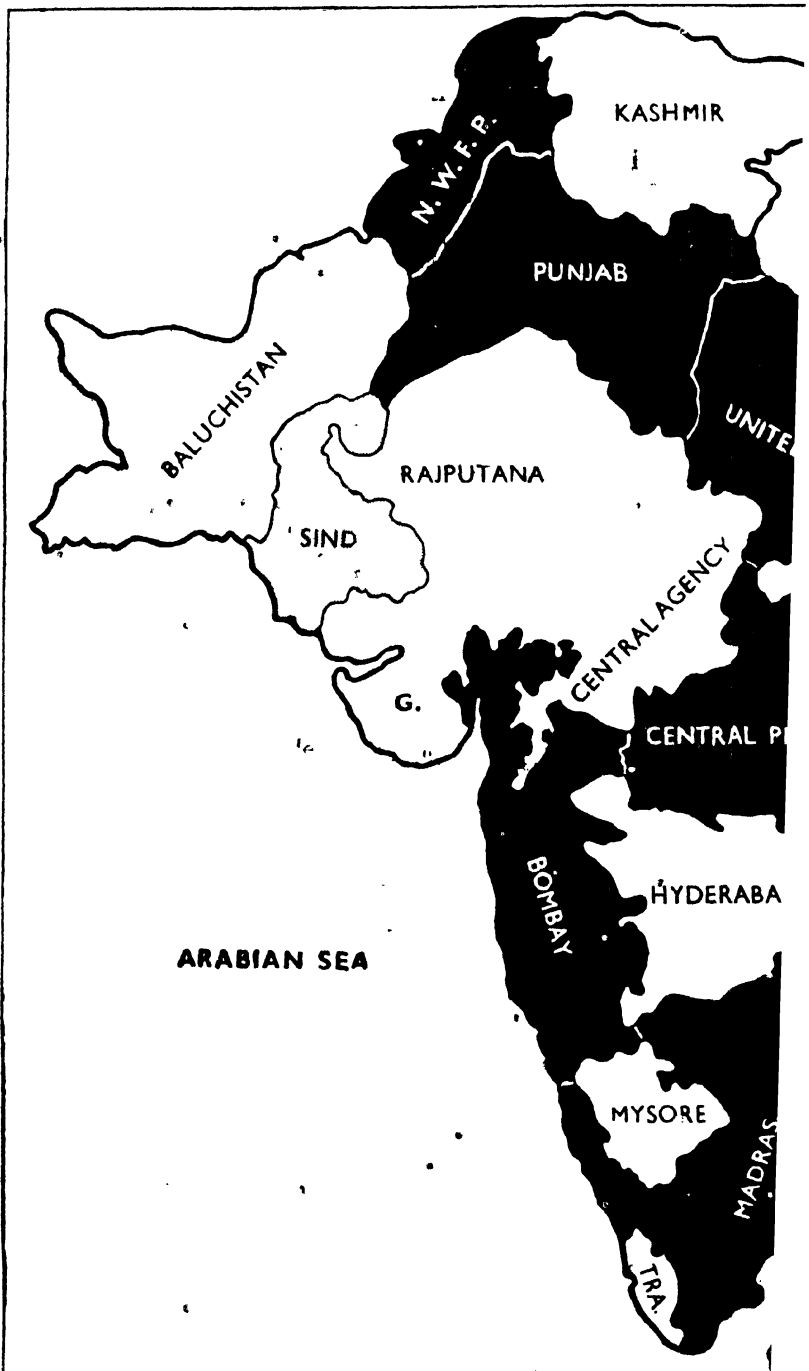 KASHMIR
N. W. F. P.
PUNJAB
BALUCHISTAN
UNITE
RAJPUTANA
SIND
CENTRAL AGENCY
G.
CENTRAL P
BOMBAY
HYDERABA
ARABIAN SEA
MYSORE
MADRAS
TRA.